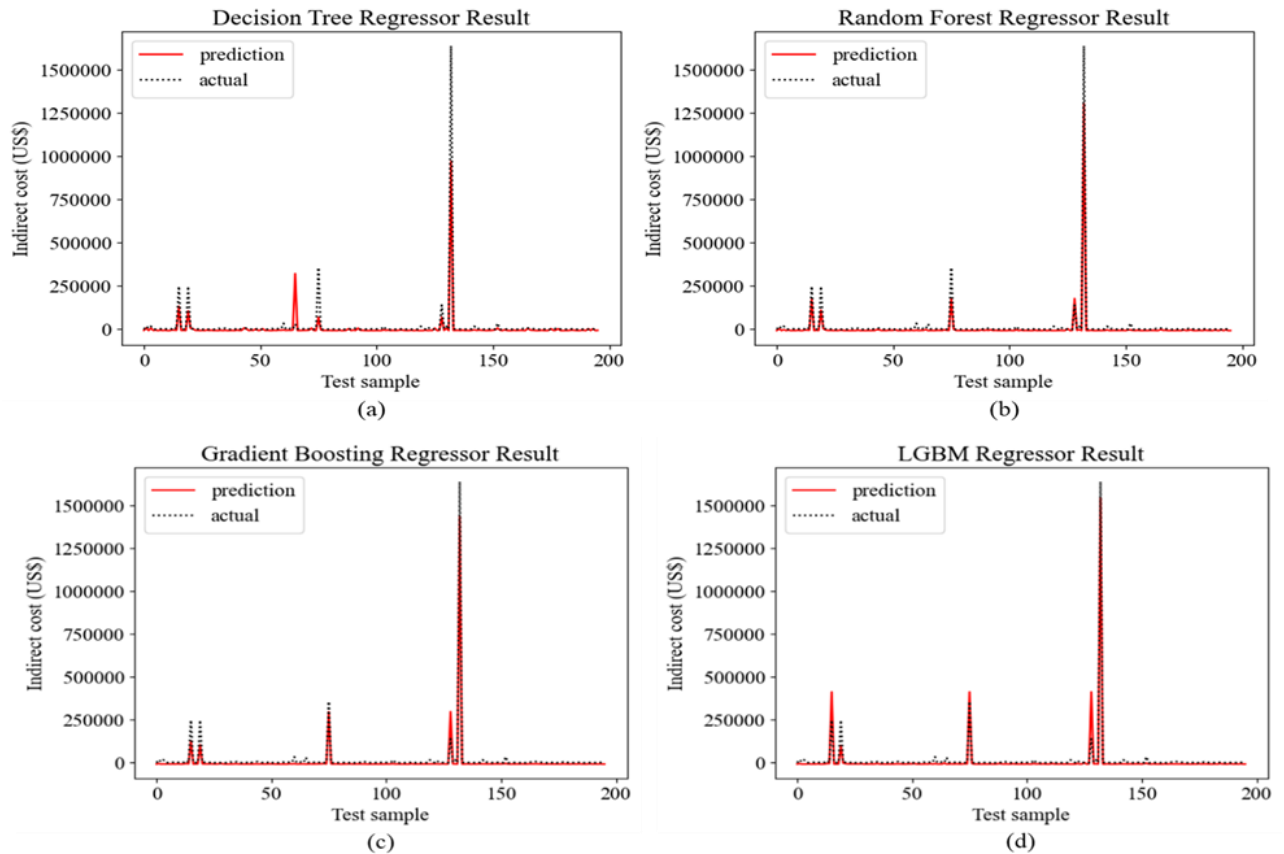 Decision Tree Regressor Result
prediction
actual
1500000
1250000
1000000
750000
500000
250000
0
Indirect cost (US$)
0 50 100 150 200
Test sample
(a)
Random Forest Regressor Result
prediction
actual
1500000
1250000
1000000
750000
500000
250000
0
Indirect cost (US$)
0 50 100 150 200
Test sample
(b)
Gradient Boosting Regressor Result
prediction
actual
1500000
1250000
1000000
750000
500000
250000
0
Indirect cost (US$)
0 50 100 150 200
Test sample
(c)
LGBM Regressor Result
prediction
actual
1500000
1250000
1000000
750000
500000
250000
0
Indirect cost (US$)
0 50 100 150 200
Test sample
(d)